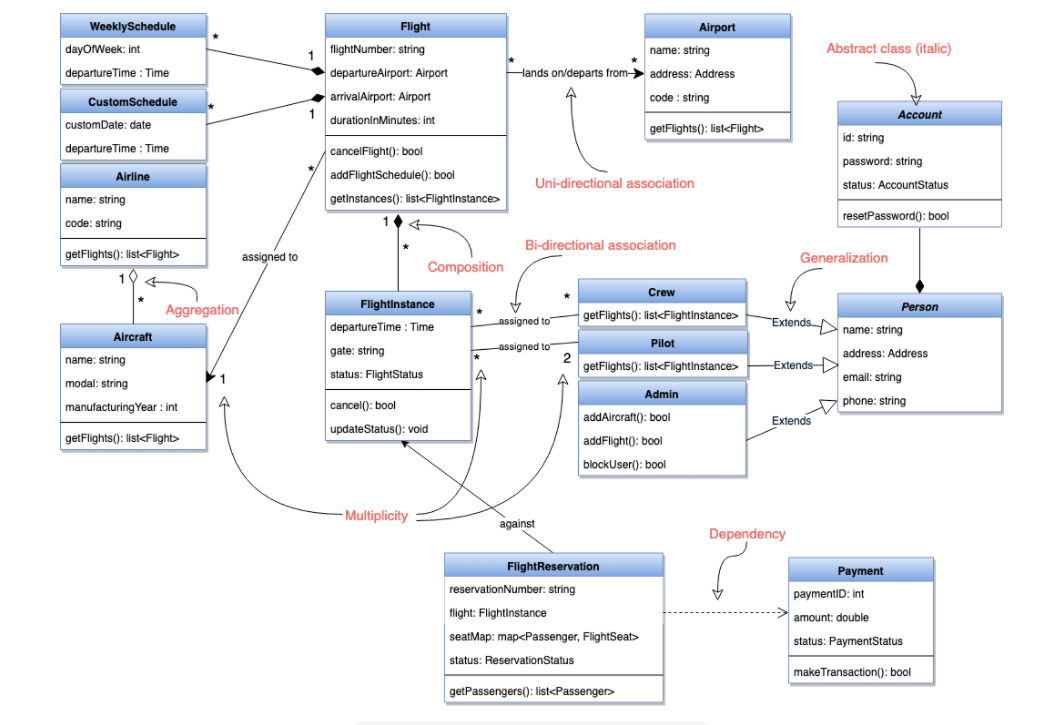 WeeklySchedule
dayOfWeek: int
departureTime : Time
*
1
CustomSchedule
customDate: date
departureTime : Time
*
1
Flight
flightNumber: string
departureAirport: Airport
arrivalAirport: Airport
durationInMinutes: int
cancelFlight(): bool
addFlightSchedule(): bool
getInstances(): list<FlightInstance>
*
lands on/departs from
*
Airport
name: string
address: Address
code : string
getFlights(): list<Flight>
Uni-directional association
Abstract class (italic)
Account
id: string
password: string
status: AccountStatus
resetPassword(): bool
Airline
name: string
code: string
getFlights(): list<Flight>
1
*
Aggregation
*
assigned to
1
Aircraft
name: string
modal: string
manufacturingYear : int
getFlights(): list<Flight>
1
*
Composition
FlightInstance
departureTime : Time
gate: string
status: FlightStatus
cancel(): bool
updateStatus(): void
Bi-directional association
*
assigned to
*
*
assigned to
2
Crew
getFlights(): list<FlightInstance>
Pilot
getFlights(): list<FlightInstance>
Admin
addAircraft(): bool
addFlight(): bool
blockUser(): bool
Generalization
Extends
Extends
Extends
Person
name: string
address: Address
email: string
phone: string
Multiplicity
against
FlightReservation
reservationNumber: string
flight: FlightInstance
seatMap: map<Passenger, FlightSeat>
status: ReservationStatus
getPassengers(): list<Passenger>
Dependency
Payment
paymentID: int
amount: double
status: PaymentStatus
makeTransaction(): bool